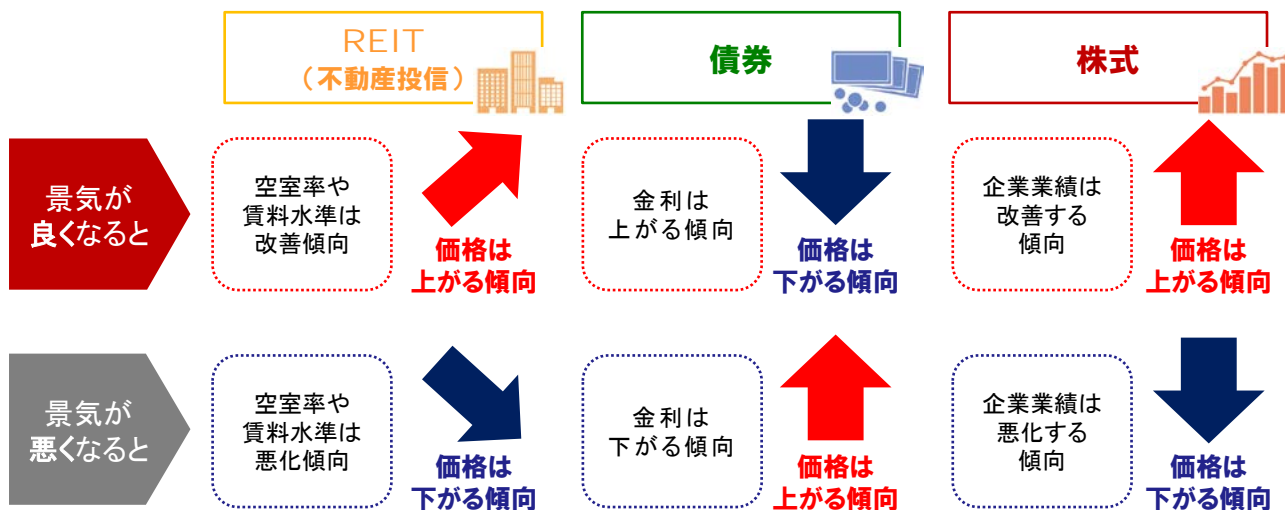 REIT
（不動産投信）
債券
株式
景気が
良くなると
空室率や
賃料水準は
改善傾向
価格は
上がる傾向
金利は
上がる傾向
価格は
下がる傾向
企業業績は
改善する
傾向
価格は
上がる傾向
景気が
悪くなると
空室率や
賃料水準は
悪化傾向
価格は
下がる傾向
金利は
下がる傾向
価格は
上がる傾向
企業業績は
悪化する
傾向
価格は
下がる傾向